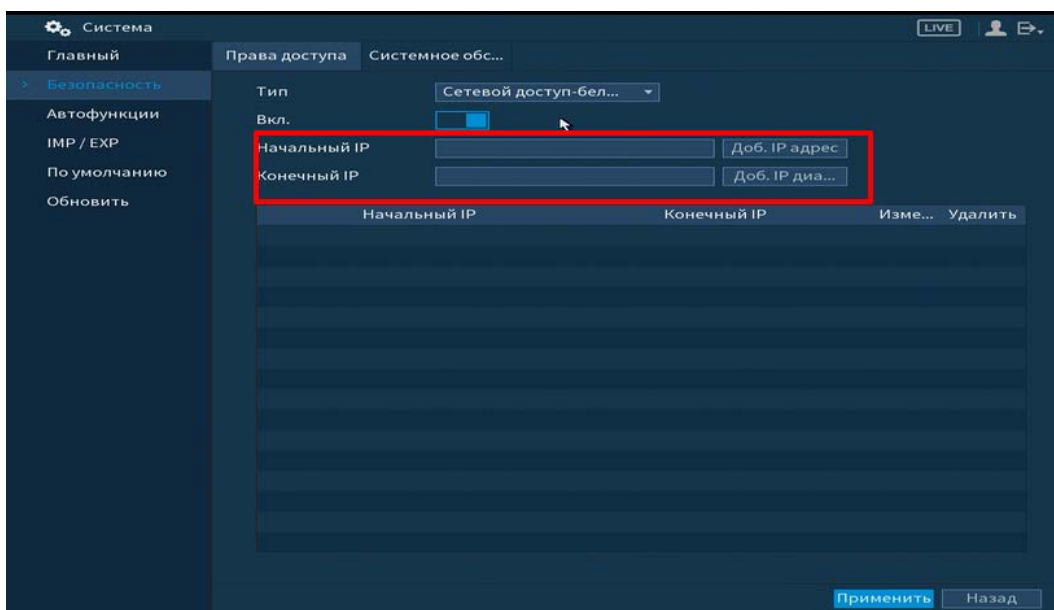 Система LIVE
Главный
Права доступа Системное обс...
Безопасность
Тип Сетевой доступ-бел...
Автофункции
Вкл.
IMP / EXP
Начальный IP Доб. IP адрес
По умолчанию
Конечный IP Доб. IP диа...
Обновить
Начальный IP Конечный IP Изме... Удалить
Применить Назад